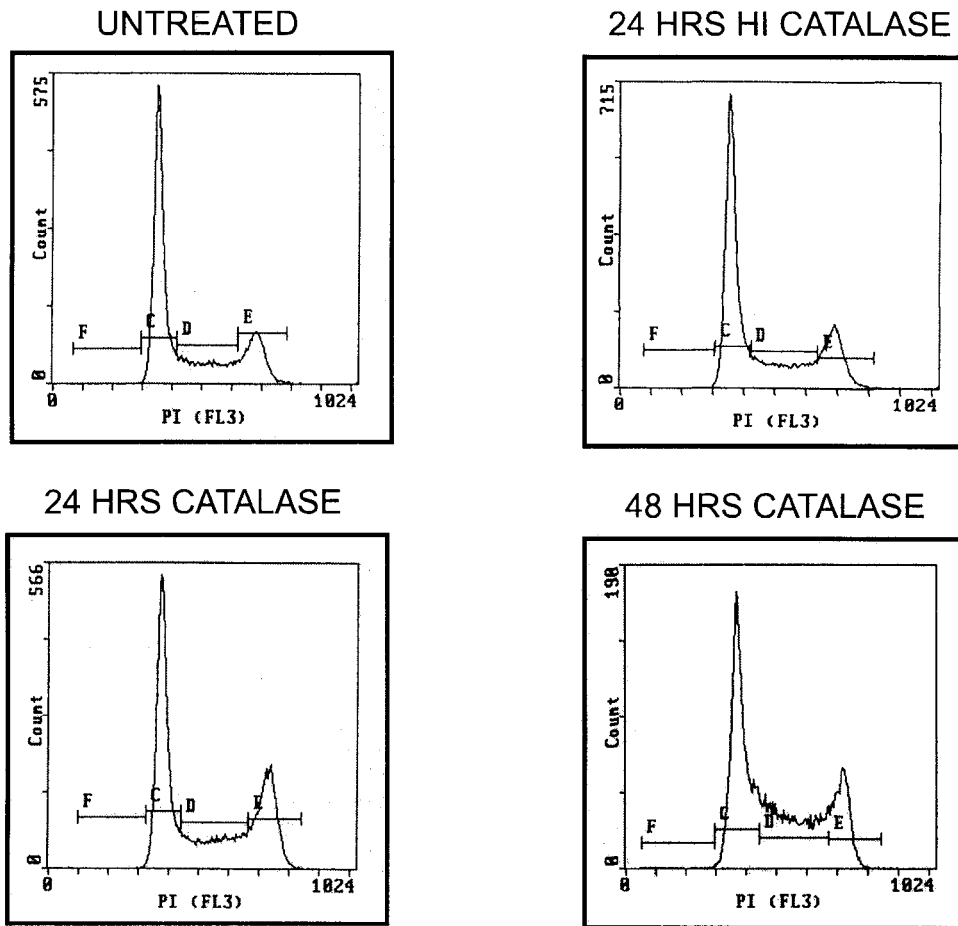 UNTREATED
575
Count
0
F
C
D
E
0
1024
PI (FL3)
24 HRS HI CATALASE
715
Count
0
F
C
D
E
0
1024
PI (FL3)
24 HRS CATALASE
566
Count
0
F
C
D
E
0
1024
PI (FL3)
48 HRS CATALASE
190
Count
0
F
C
D
E
0
1024
PI (FL3)